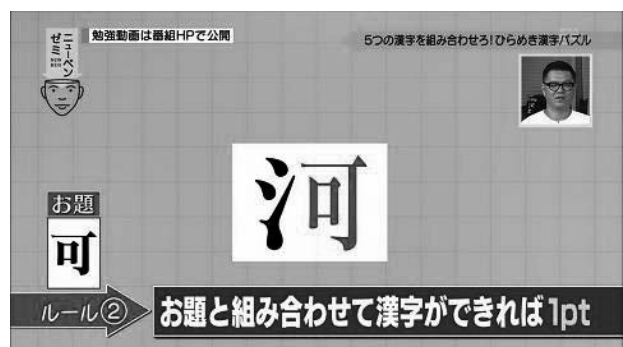 ニューペン
ゼミ
勉強動画は番組HPで公開
5つの漢字を組み合わせろ!ひらめき漢字パズル
河
お題
可
ルール②
お題と組み合わせて漢字ができれば1pt